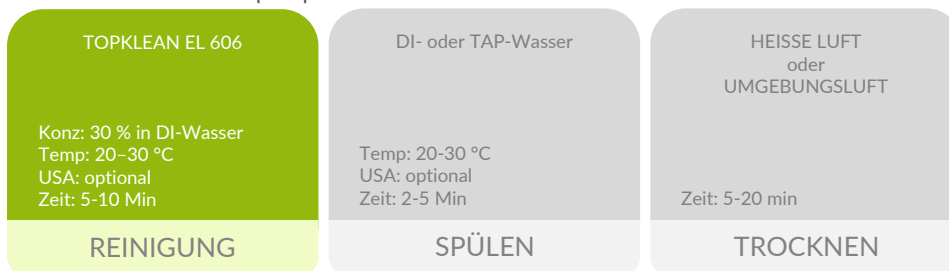 TOPKLEAN EL 606
Konz: 30 % in DI-Wasser
Temp: 20–30 °C
USA: optional
Zeit: 5-10 Min
REINIGUNG
DI- oder TAP-Wasser
Temp: 20-30 °C
USA: optional
Zeit: 2-5 Min
SPÜLEN
HEISSE LUFT
oder
UMGEBUNGSLUFT
Zeit: 5-20 min
TROCKNEN